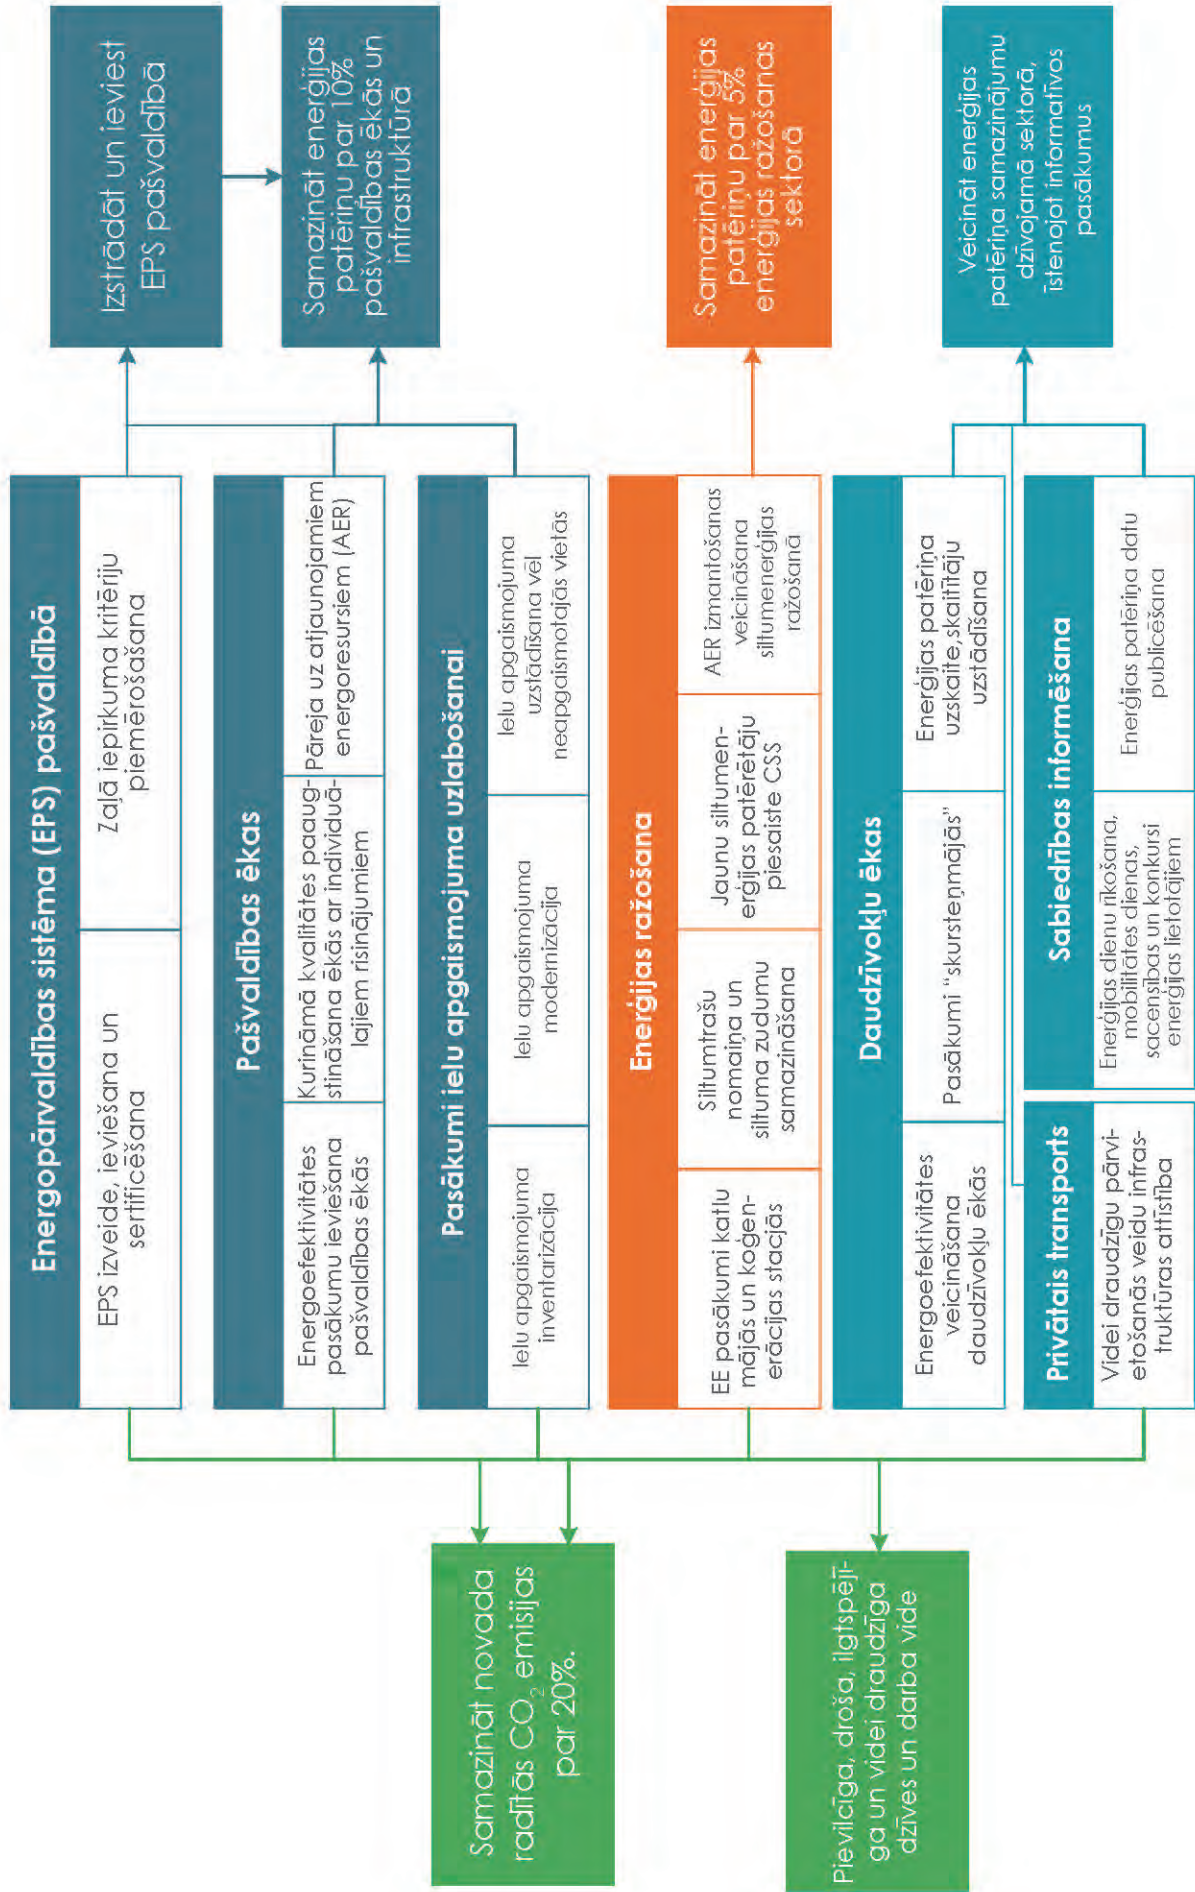 Samazināt novada
radītās CO₂ emisijas
par 20%.
Pievilcīga, droša, ilgtspējī-
ga un videi draudzīga
dzīves un darba vide
Energopārvaldības sistēma (EPS) pašvaldībā
EPS izveide, ieviešana un
sertificēšana
Zaļā iepirkuma kritēriju
piemērošāšana
Pašvaldības ēkas
Energoefektivitātes
pasākumu ieviešana
pašvaldības ēkās
Kurināmā kvalitātes paaug-
stināšana ēkās ar individuā-
lajiem risinājumiem
Pāreja uz atjaunojamiem
energoresursiem (AER)
Pasākumi ielu apgaismojuma uzlabošanai
Ielu apgaismojuma
inventarizācija
Ielu apgaismojuma
modernizācija
Ielu apgaismojuma
uzstādīšana vēl
neapgaismotajās vietās
Enerģijas ražošana
EE pasākumi katlu
mājās un koģen-
erācijas stacjās
Siltumtrašu
nomaiņa un
siltuma zudumu
samazināšana
Jaunu siltumen-
erģijas patērētāju
piesaiste CSS
AER izmantošanas
veicināšana
siltumenerģijas
ražošanā
Daudzīvokļu ēkas
Energoefektivitātes
veicināšana
daudzīvokļu ēkās
Pasākumi “skursteņmājās”
Enerģijas patēriņa
uzskaite,skaitītāju
uzstādīšana
Privātais transports
Videi draudzīgu pārvi-
etošanās veidu infras-
truktūras attīstība
Sabiedrības informēšana
Enerģijas dienu rīkošana,
mobilitātes dienas,
sacensības un konkursi
enerģijas lietotājiem
Enerģijas patēriņa datu
publicēšana
Izstrādāt un ieviest
EPS pašvaldībā
Samazināt enerģijas
patēriņu par 10%
pašvaldības ēkās un
infrastruktūrā
Samazināt enerģijas
patēriņu par 5%
enerģijas ražošanas
sektorā
Veicināt enerģijas
patēriņa samazinājumu
dzīvojamā sektorā,
īstenojot informatīvos
pasākumus